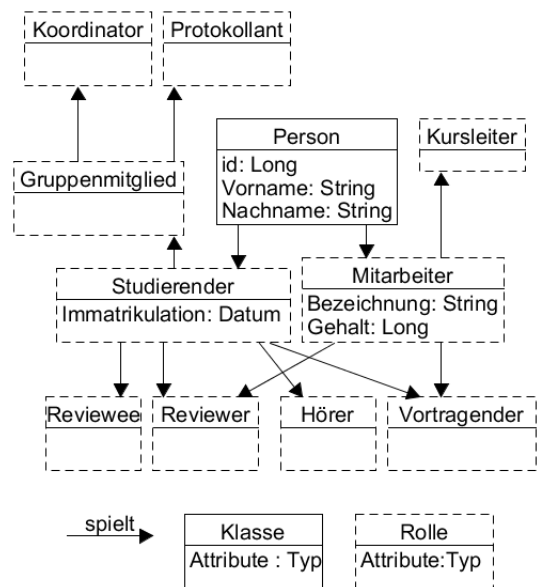 Koordinator
Protokollant
Person
id: Long
Vorname: String
Nachname: String
Kursleiter
Gruppenmitglied
Studierender
Immatrikulation: Datum
Mitarbeiter
Bezeichnung: String
Gehalt: Long
Reviewee
Reviewer
Hörer
Vortragender
spielt
Klasse
Attribute : Typ
Rolle
Attribute:Typ